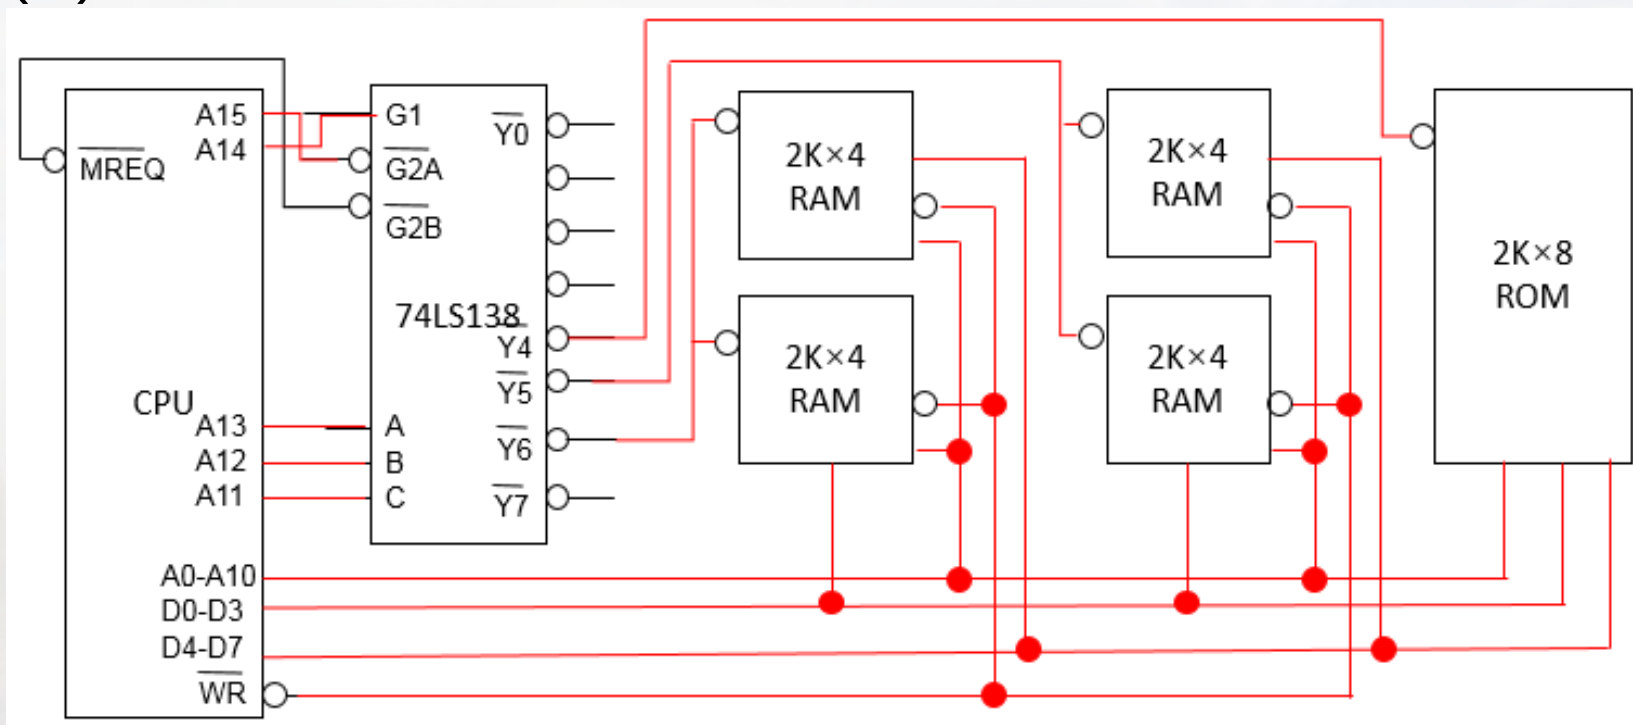 A15
A14
MREQ
CPU
A13
A12
A11
A0-A10
D0-D3
D4-D7
WR
G1
G2A
G2B
74LS138
A
B
C
Y0
Y4
Y5
Y6
Y7
2K×4
RAM
2K×4
RAM
2K×4
RAM
2K×4
RAM
2K×8
ROM